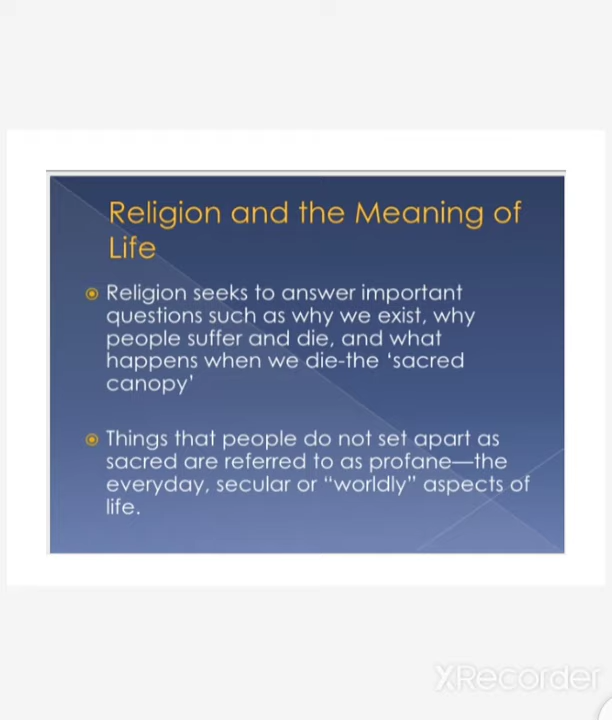 Religion and the Meaning of
Life
Religion seeks to answer important
questions such as why we exist, why
people suffer and die, and what
happens when we die-the ‘sacred
canopy’
Things that people do not set apart as
sacred are referred to as profane—the
everyday, secular or “worldly” aspects of
life.
XRecorder